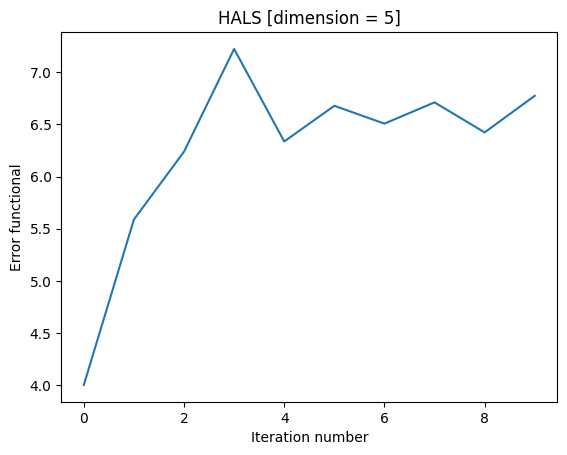 HALS [dimension = 5]
7.0
6.5
6.0
5.5
5.0
4.5
4.0
Error functional
0 2 4 6 8
Iteration number